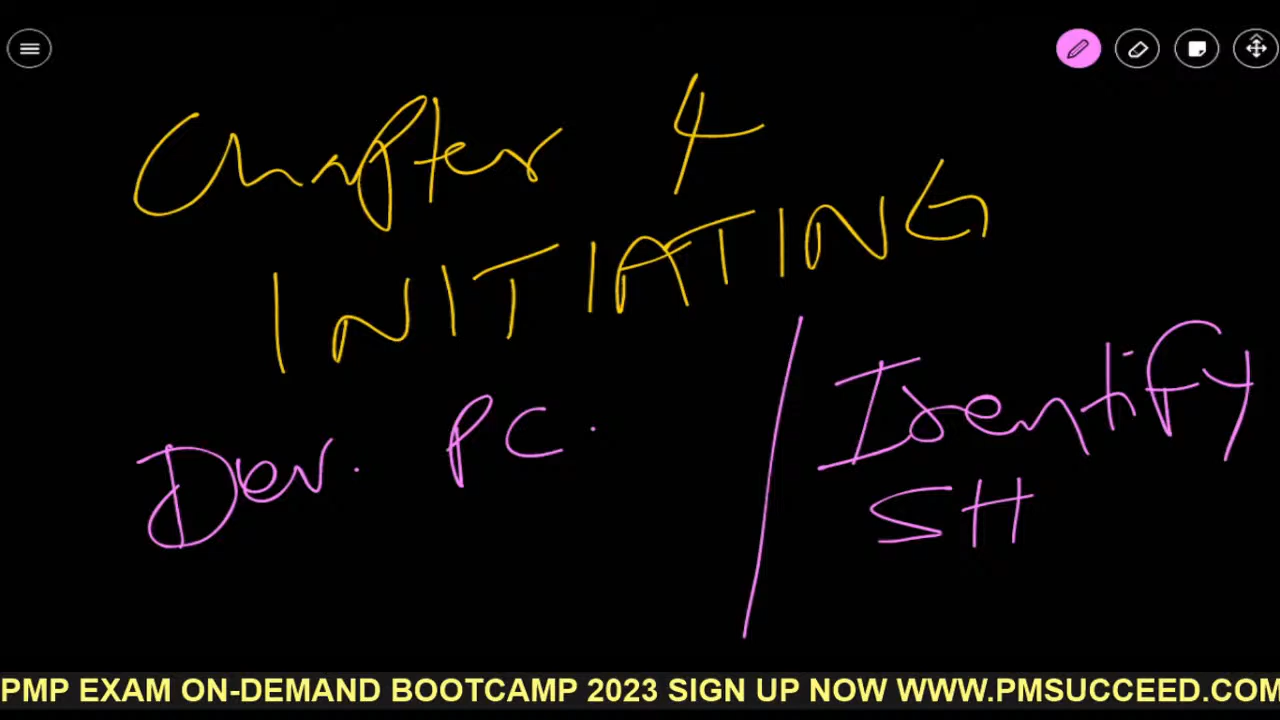 Chapter 4
INITIATING
Dev. PC.
Identify
SH
PMP EXAM ON-DEMAND BOOTCAMP 2023 SIGN UP NOW WWW.PMSUCCEED.COM